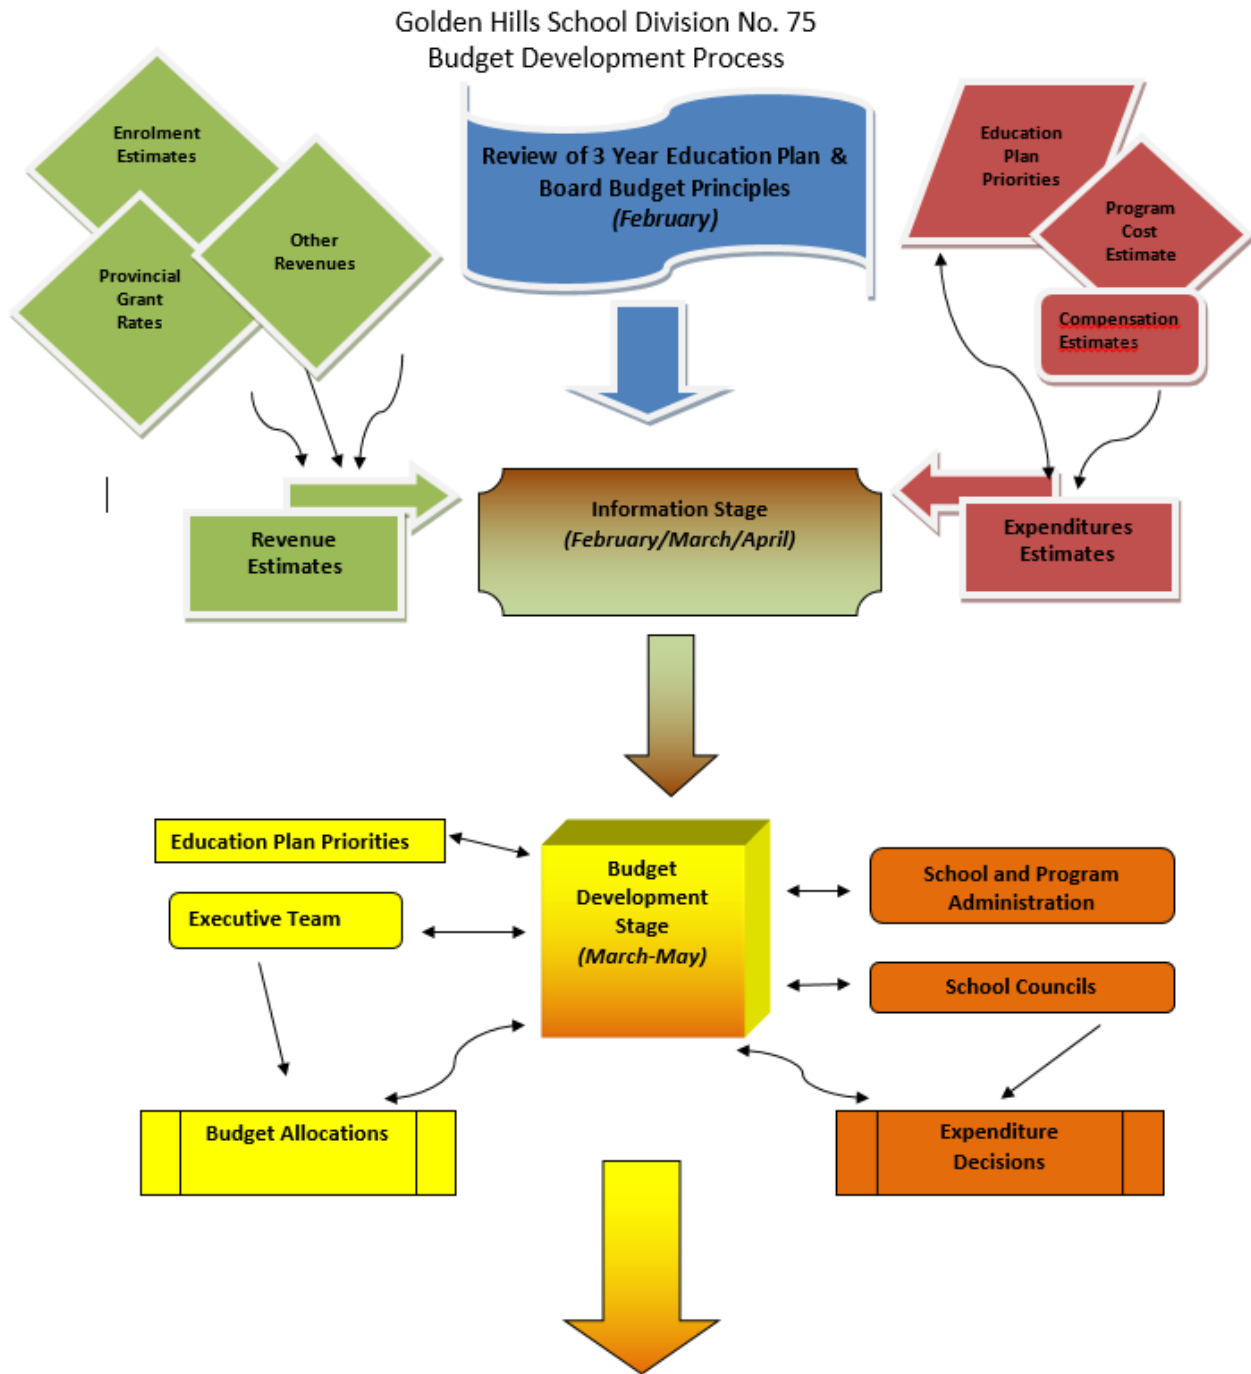 Golden Hills School Division No. 75
Budget Development Process
Enrolment
Estimates
Other
Revenues
Provincial
Grant
Rates
Review of 3 Year Education Plan &
Board Budget Principles
(February)
Education
Plan
Priorities
Program
Cost
Estimate
Compensation
Estimates
Revenue
Estimates
Information Stage
(February/March/April)
Expenditures
Estimates
Education Plan Priorities
Executive Team
Budget
Development
Stage
(March-May)
School and Program
Administration
School Councils
Budget Allocations
Expenditure
Decisions